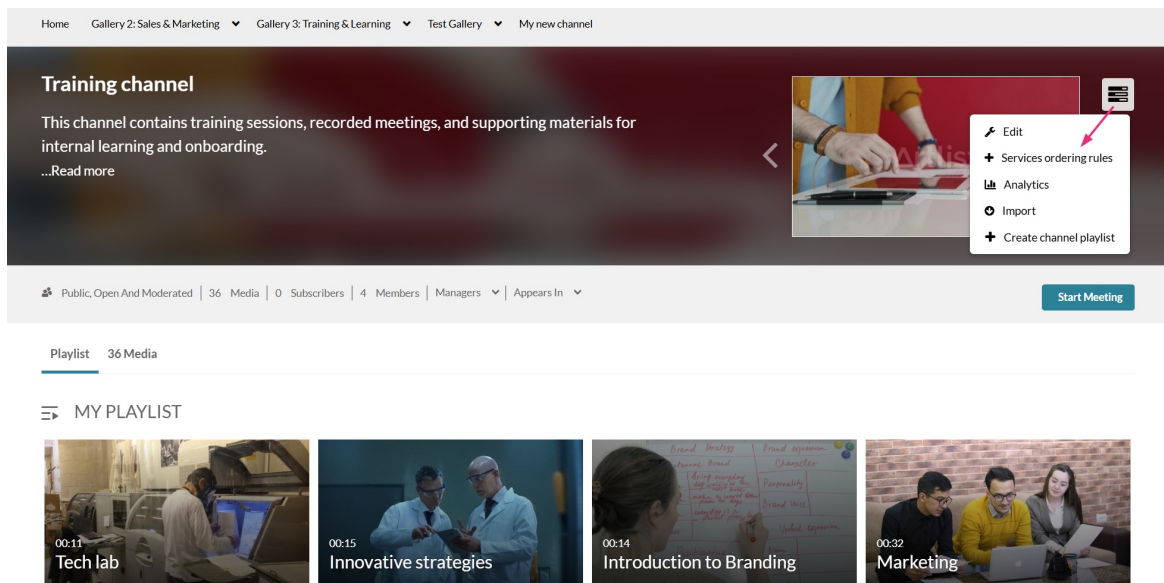 Home Gallery 2: Sales & Marketing Gallery 3: Training & Learning Test Gallery My new channel
Training channel
This channel contains training sessions, recorded meetings, and supporting materials for
internal learning and onboarding.
...Read more
Edit
Services ordering rules
Analytics
Import
Create channel playlist
Public, Open And Moderated | 36 Media | 0 Subscribers | 4 Members | Managers | Appears In
Start Meeting
Playlist 36 Media
MY PLAYLIST
00:11
Tech lab
00:15
Innovative strategies
Brand Strategy
Character
Personality
00:14
Introduction to Branding
00:32
Marketing